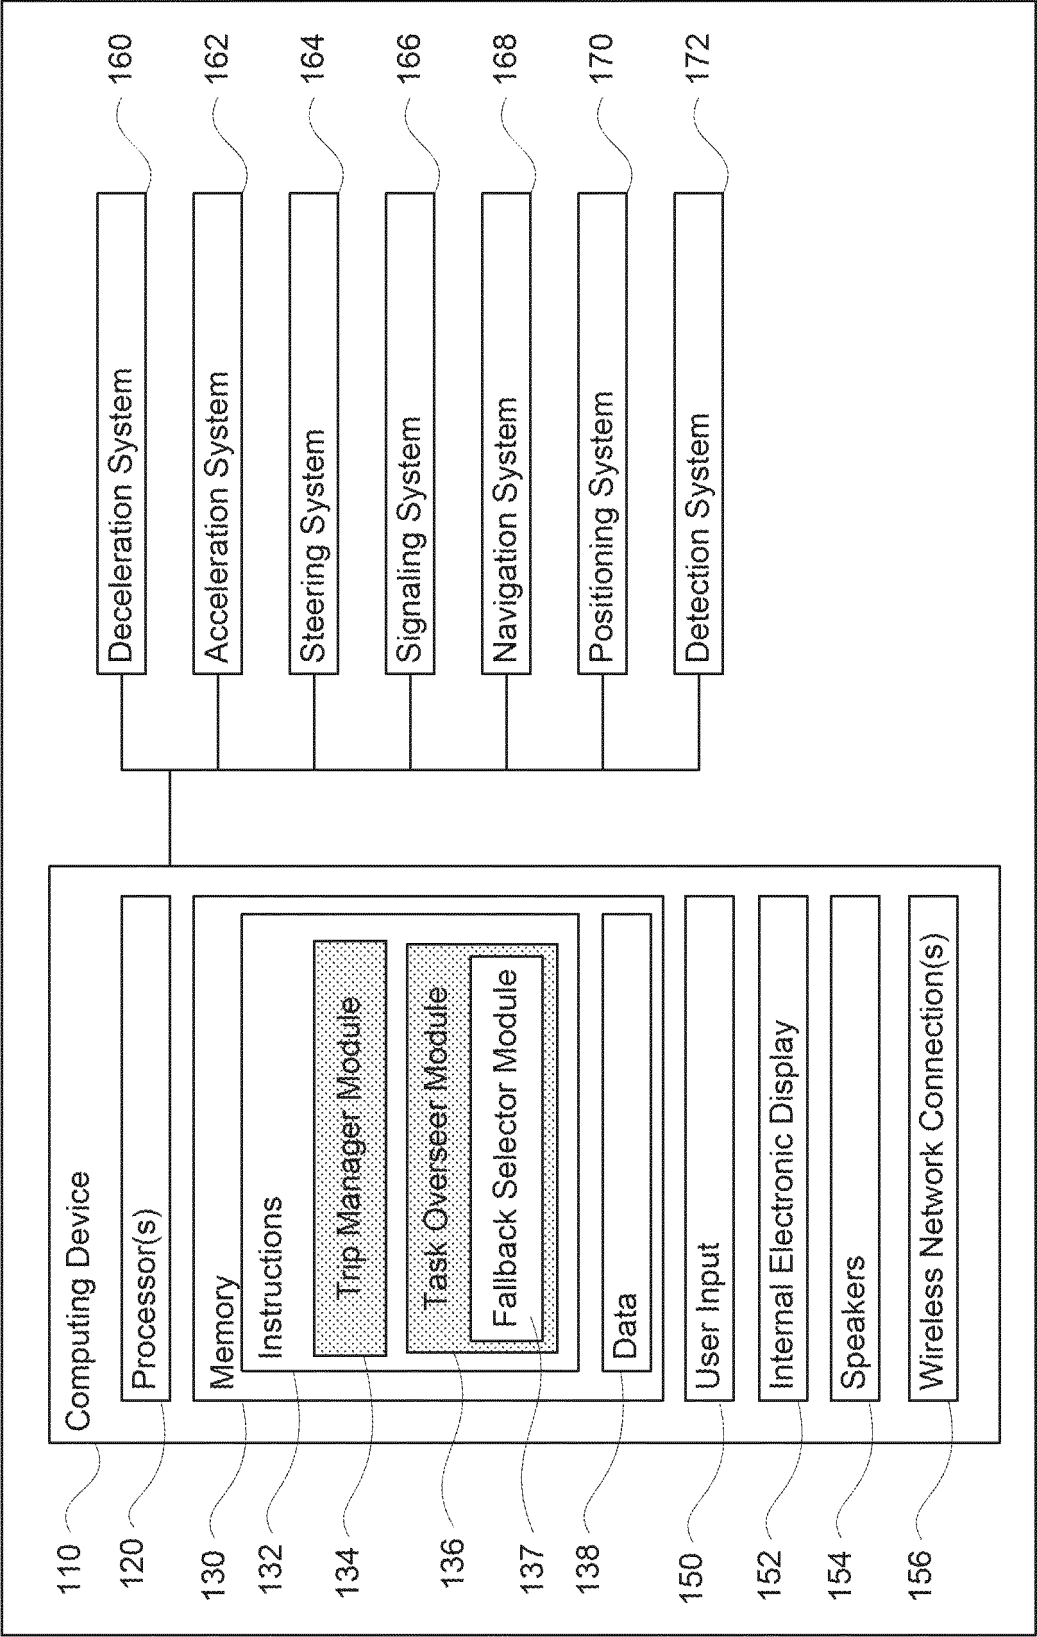 110
Computing Device
120
Processor(s)
130
Memory
132
Instructions
134
Trip Manager Module
136
Task Overseer Module
137
Fallback Selector Module
138
Data
150
User Input
152
Internal Electronic Display
154
Speakers
156
Wireless Network Connection(s)
Deceleration System
160
Acceleration System
162
Steering System
164
Signaling System
166
Navigation System
168
Positioning System
170
Detection System
172